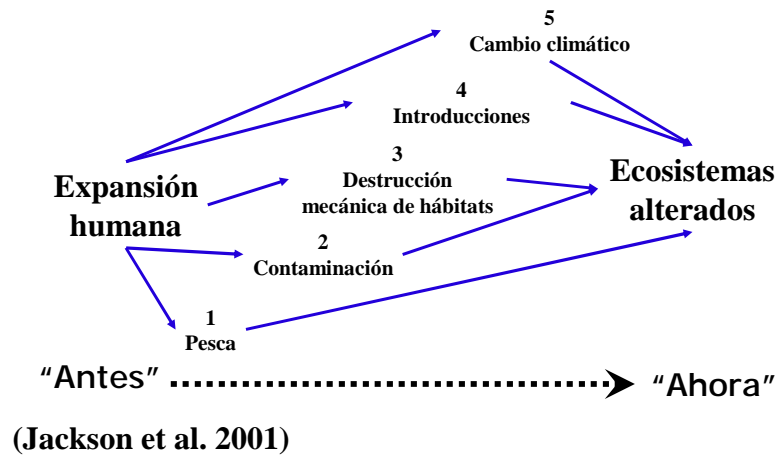 5
Cambio climático
4
Introducciones
3
Destrucción
mecánica de hábitats
Expansión
humana
Ecosistemas
alterados
2
Contaminación
1
Pesca
"Antes"
"Ahora"
(Jackson et al. 2001)